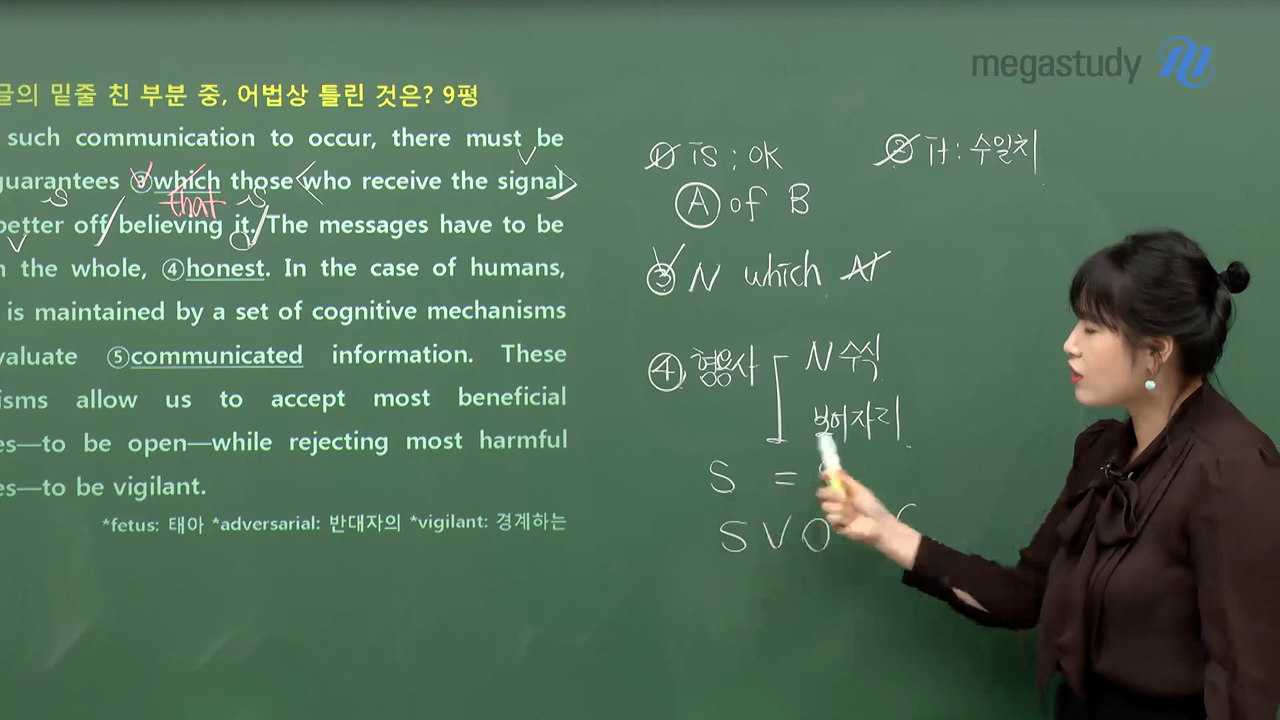 megastudy
글의 밑줄 친 부분 중, 어법상 틀린 것은? 9평
such communication to occur, there must be
guarantees ③which those who receive the signal
that
S S
better off believing it. The messages have to be
n the whole, ④honest. In the case of humans,
is maintained by a set of cognitive mechanisms
valuate ⑤communicated information. These
isms allow us to accept most beneficial
es—to be open—while rejecting most harmful
es—to be vigilant.
*fetus: 태아 *adversarial: 반대자의 *vigilant: 경계하는
① is ; OK
② it : 수일치
A of B
③ N which
④ 형용사 N 수식
보어자리
S =
S V O